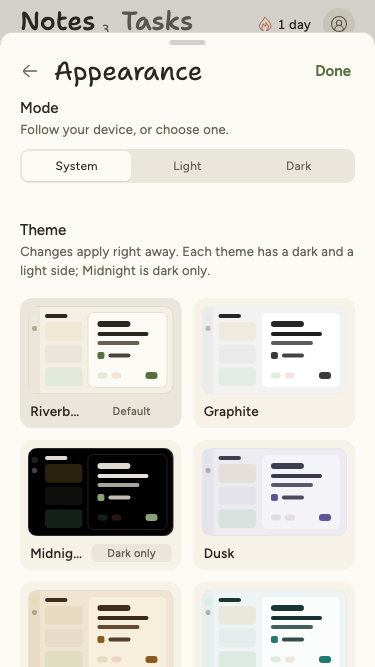 Notes 3 Tasks
1 day
Appearance
Done
Mode
Follow your device, or choose one.
System
Light
Dark
Theme
Changes apply right away. Each theme has a dark and a
light side; Midnight is dark only.
Riverb...
Default
Graphite
Midnig...
Dark only
Dusk